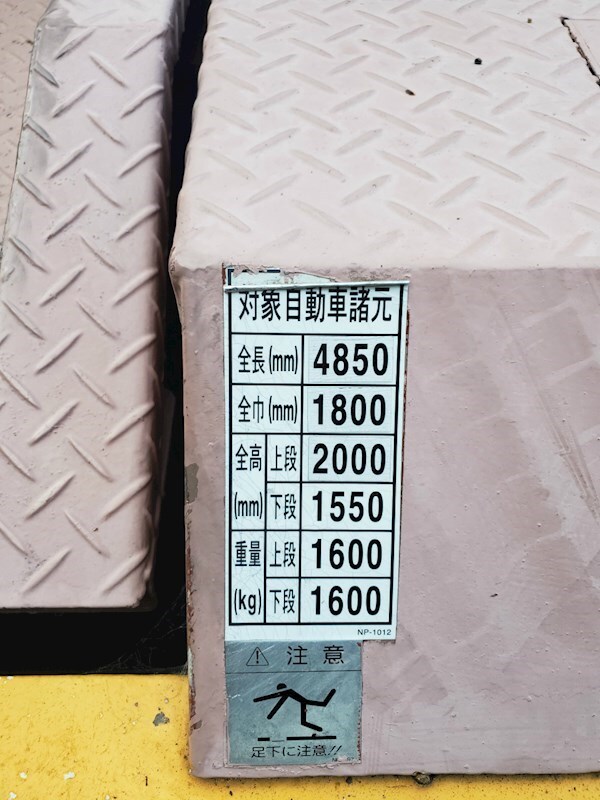 対象自動車諸元
全長(mm) 4850
全巾(mm) 1800
全高(mm) 上段 2000
下段 1550
重量(kg) 上段 1600
下段 1600
NP-1012
⚠ 注意
足下に注意!!